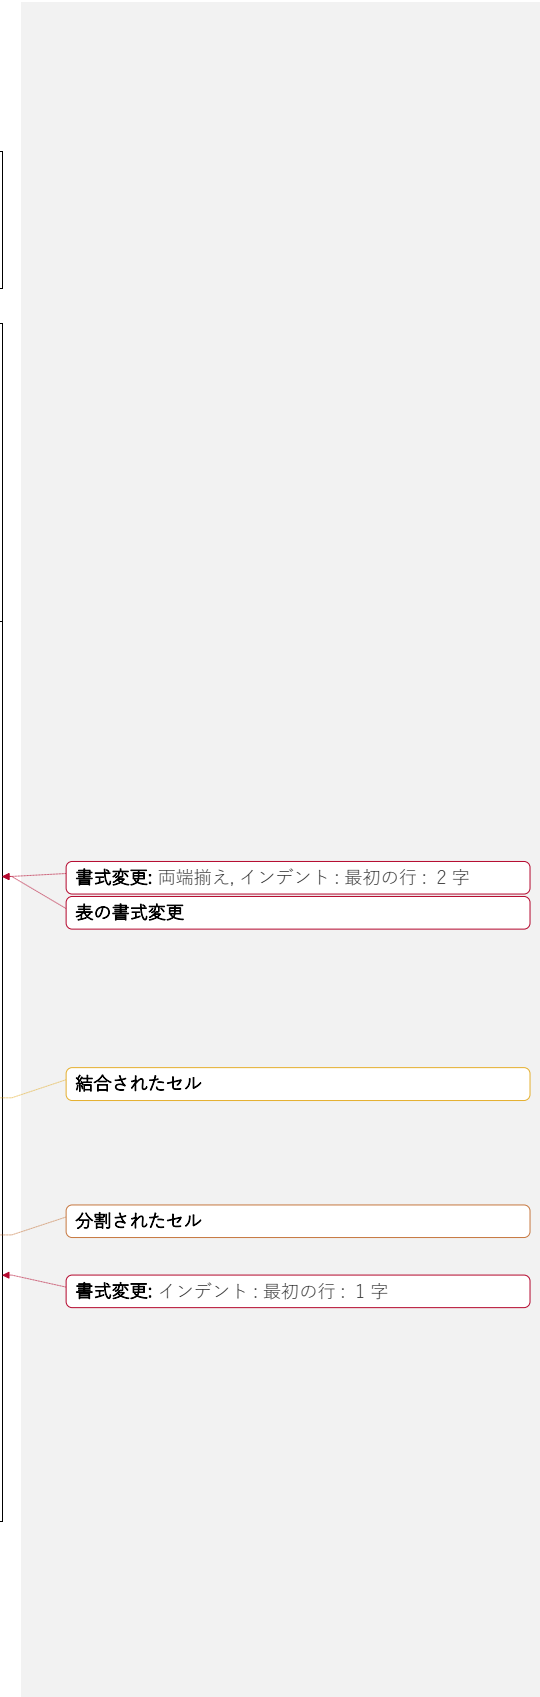 書式変更: 両端揃え, インデント : 最初の行 :  2 字
表の書式変更
結合されたセル
分割されたセル
書式変更: インデント : 最初の行 :  1 字